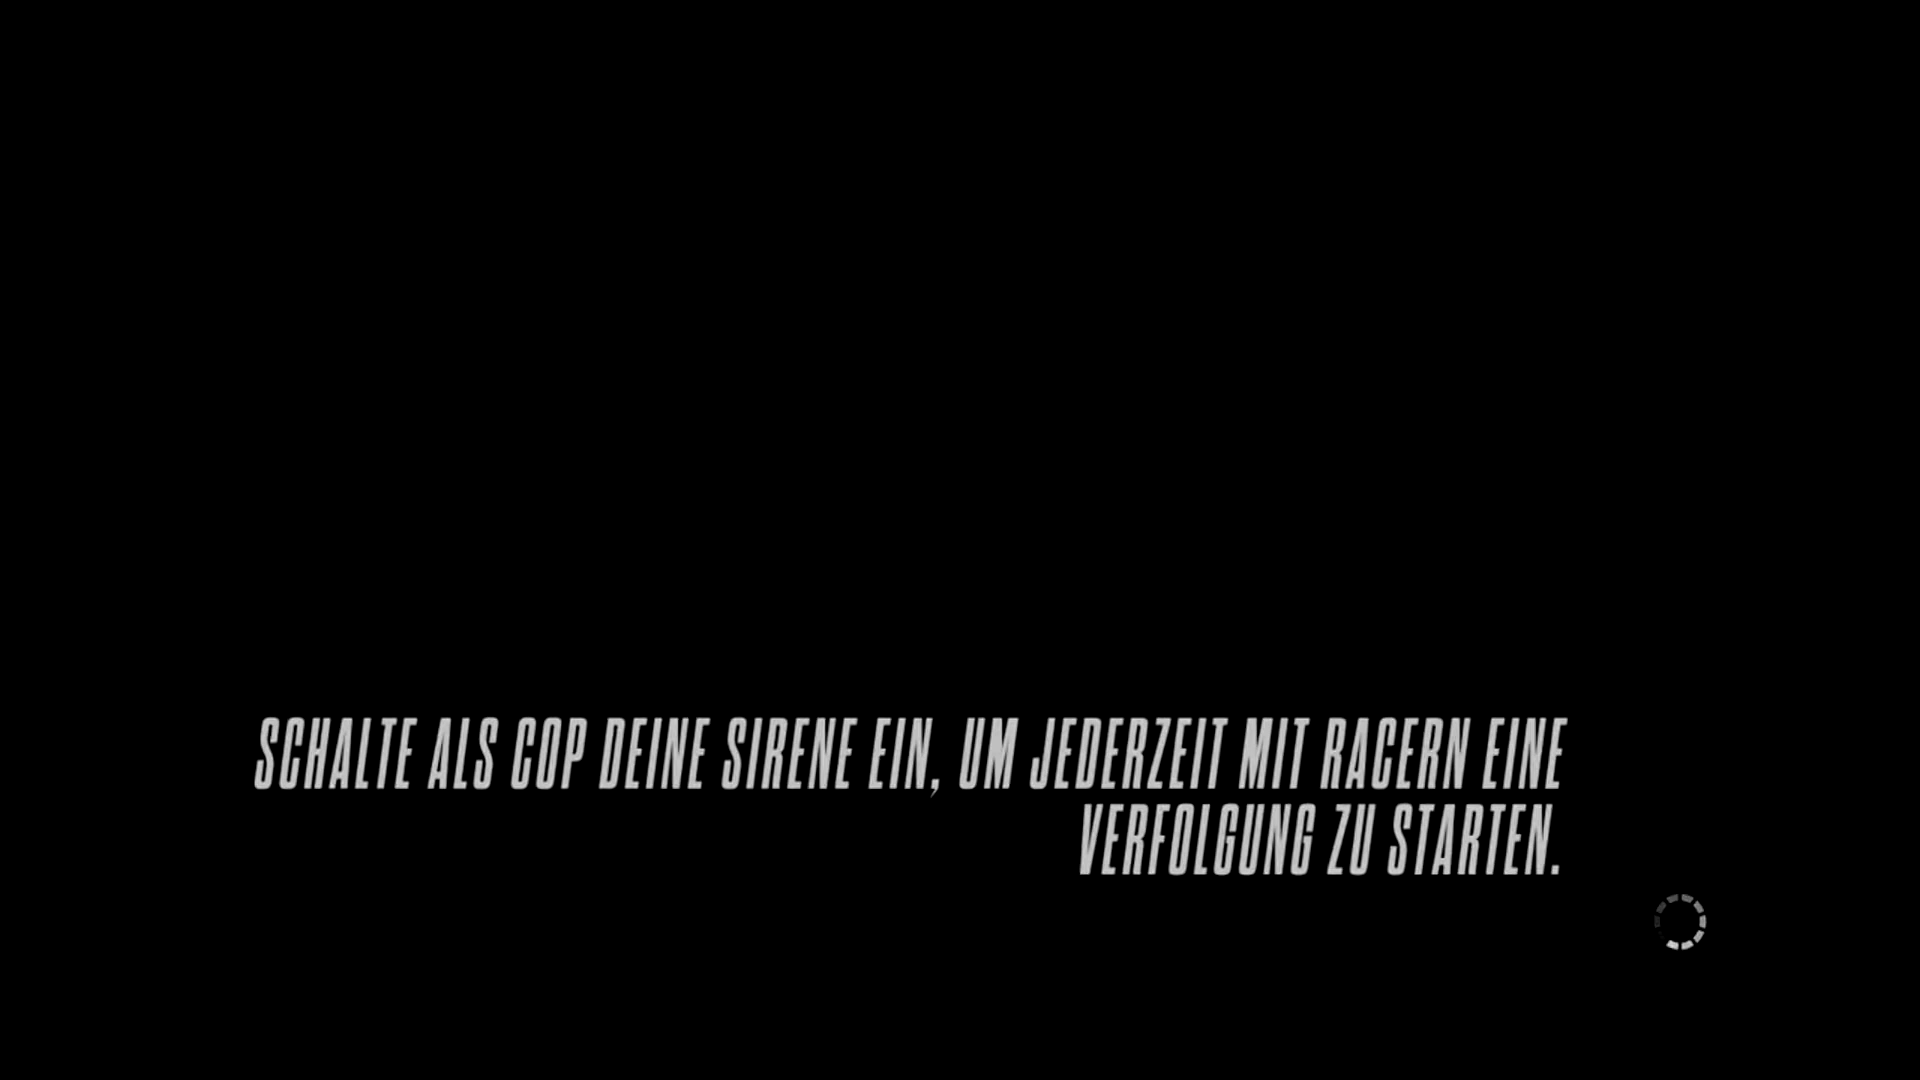 SCHALTE ALS COP DEINE SIRENE EIN, UM JEDERZEIT MIT RACERN EINE
VERFOLGUNG ZU STARTEN.